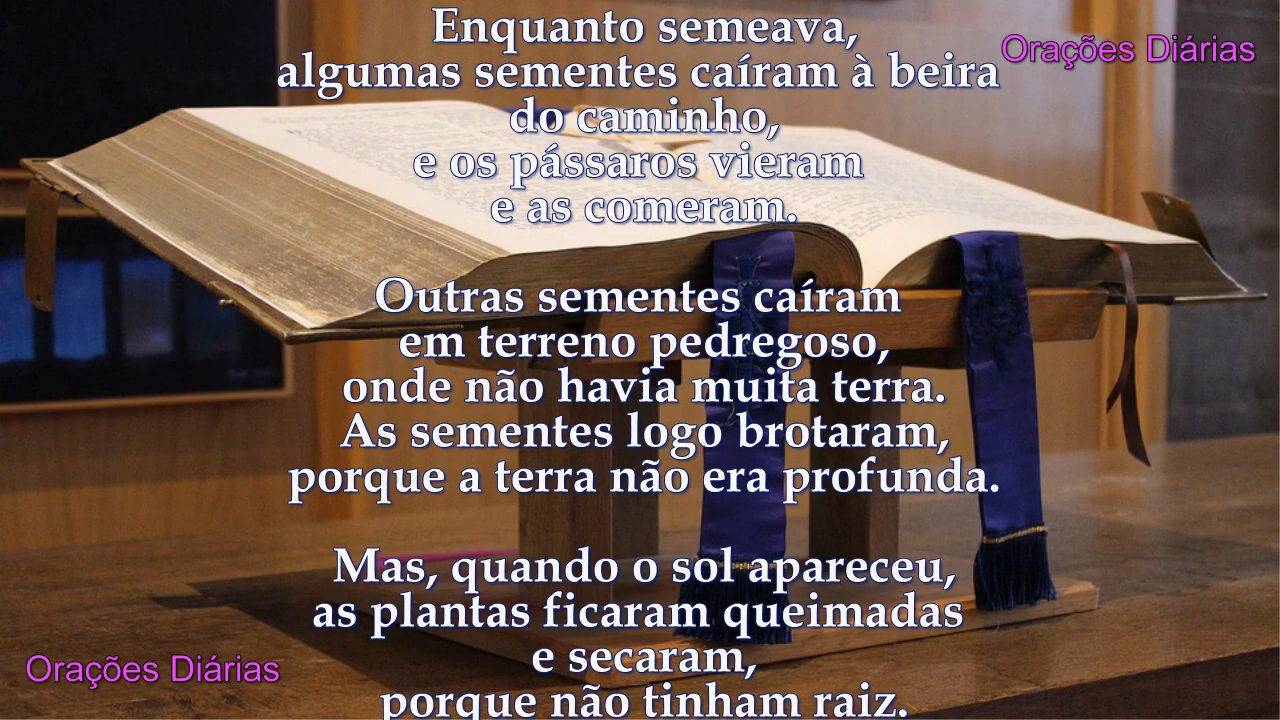 Enquanto semeava,
Orações Diárias
algumas sementes caíram à beira
do caminho,
e os pássaros vieram
e as comeram.
Outras sementes caíram
em terreno pedregoso,
onde não havia muita terra.
As sementes logo brotaram,
porque a terra não era profunda.
Mas, quando o sol apareceu,
as plantas ficaram queimadas
e secaram,
Orações Diárias
porque não tinham raiz.